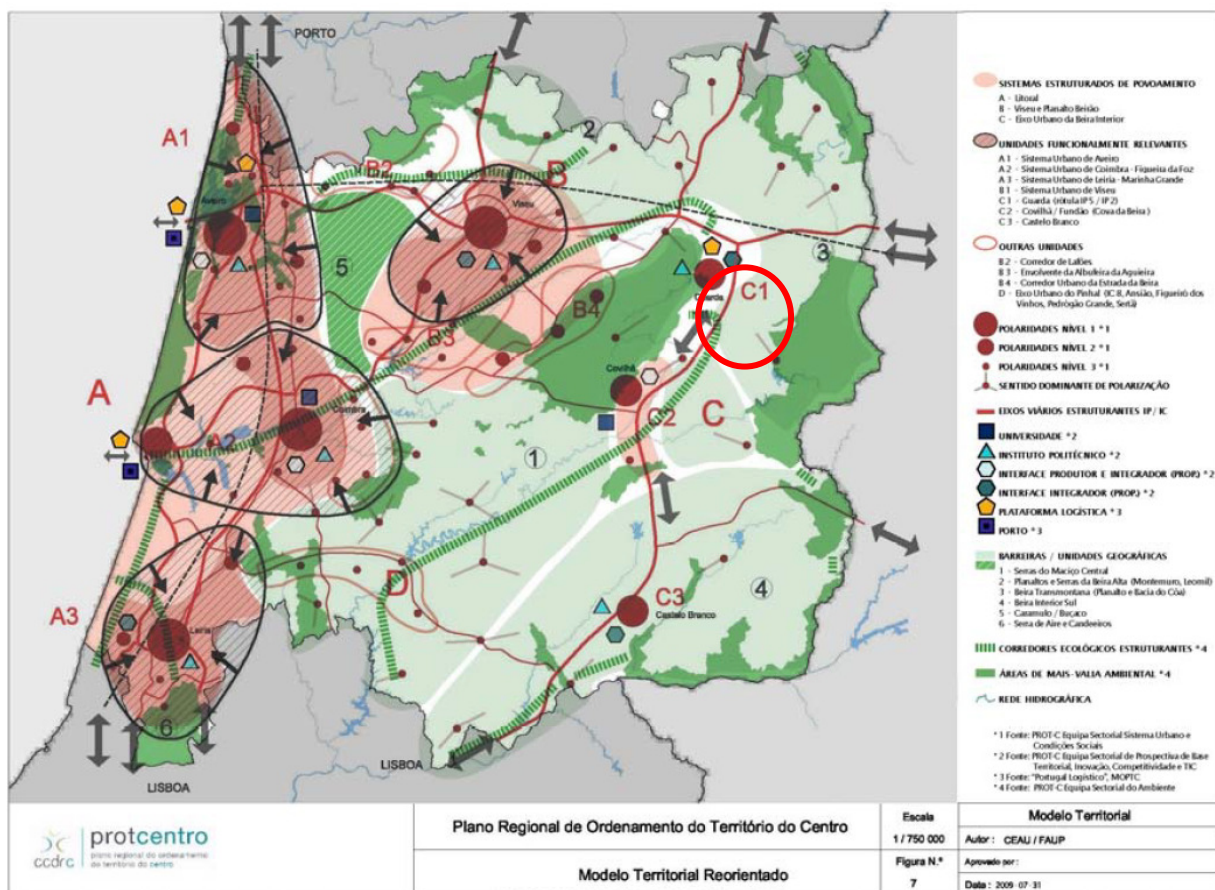 PORTO
A1
2
B2
B
Viseu
Aveiro
5
3
C1
Guarda
B4
B3
Covilhã
A
C2
C
Coimbra
A2
1
D
4
C3
Castelo Branco
A3
Leiria
6
LISBOA
LISBOA
SISTEMAS ESTRUTURADOS DE POVOAMENTO
A - Litoral
B - Viseu e Planalto Beirão
C - Eixo Urbano da Beira Interior
UNIDADES FUNCIONALMENTE RELEVANTES
A 1 - Sistema Urbano de Aveiro
A 2 - Sistema Urbano de Coimbra - Figueira da Foz
A 3 - Sistema Urbano de Leiria - Marinha Grande
B 1 - Sistema Urbano de Viseu
C 1 - Guarda (rótula IP5 / IP2)
C 2 - Covilhã / Fundão (Cova da Beira)
C 3 - Castelo Branco
OUTRAS UNIDADES
B 2 - Corredor de Lafões
B 3 - Envolvente da Albufeira da Aguieira
B 4 - Corredor Urbano da Estrada da Beira
D - Eixo Urbano do Pinhal (IC 8, Ansião, Figueiró dos
Vinhos, Pedrógão Grande, Sertã)
POLARIDADES NÍVEL 1 *1
POLARIDADES NÍVEL 2 *1
POLARIDADES NÍVEL 3 *1
SENTIDO DOMINANTE DE POLARIZAÇÃO
EIXOS VIÁRIOS ESTRUTURANTES IP/ IC
UNIVERSIDADE *2
INSTITUTO POLITÉCNICO *2
INTERFACE PRODUTOR E INTEGRADOR (PROP.) *2
INTERFACE INTEGRADOR (PROP.) *2
PLATAFORMA LOGÍSTICA *3
PORTO *3
BARREIRAS / UNIDADES GEOGRÁFICAS
1 - Serras do Maciço Central
2 - Planaltos e Serras da Beira Alta (Montemuro, Leomil)
3 - Beira Transmontana (Planalto e Bacia do Côa)
4 - Beira Interior Sul
5 - Caramulo / Buçaco
6 - Serra de Aire e Candeeiros
CORREDORES ECOLÓGICOS ESTRUTURANTES *4
ÁREAS DE MAIS-VALIA AMBIENTAL *4
REDE HIDROGRÁFICA
* 1 Fonte: PROT-C Equipa Sectorial Sistema Urbano e
Condições Sociais
* 2 Fonte: PROT-C Equipa Sectorial de Prospectiva de Base
Territorial, Inovação, Competitividade e TIC
* 3 Fonte: "Portugal Logístico", MOPTC
* 4 Fonte: PROT-C Equipa Sectorial do Ambiente
ccdrc
protcentro
plano regional do ordenamento
do território do centro
Plano Regional de Ordenamento do Território do Centro
Modelo Territorial Reorientado
Escala
1 / 750 000
Figura N.º
7
Modelo Territorial
Autor : CEAU / FAUP
Aprovado por :
Data : 2009-07-31